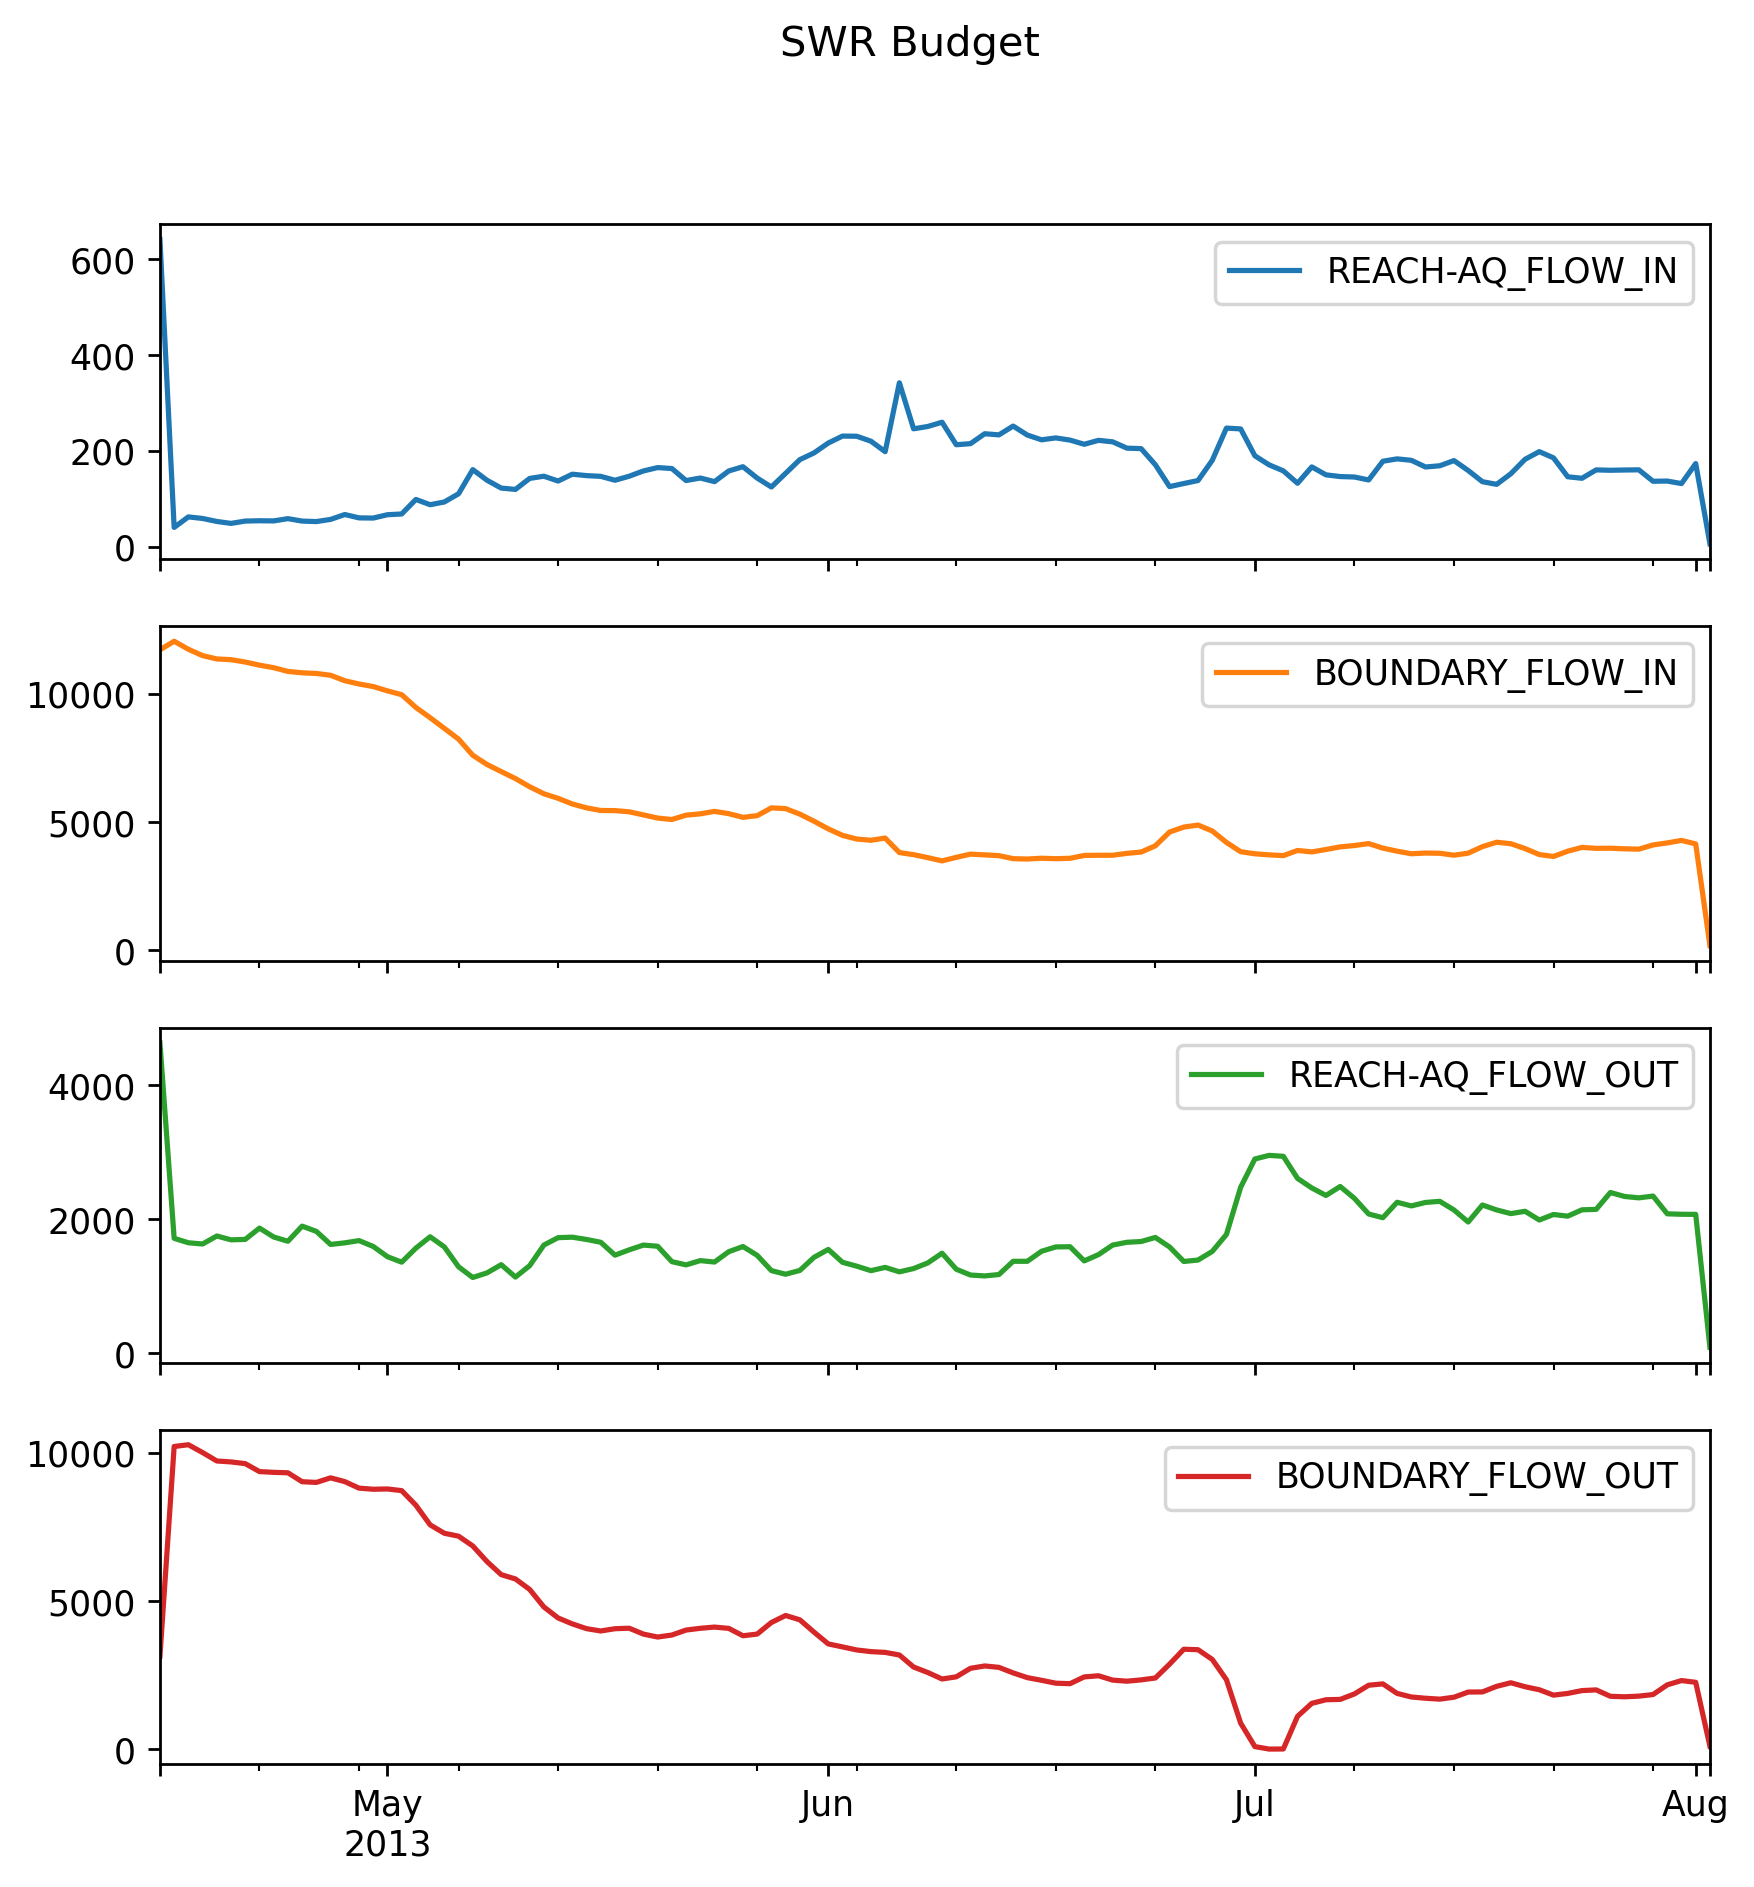 SWR Budget
600
REACH-AQ_FLOW_IN
400
200
0
BOUNDARY_FLOW_IN
10000
5000
0
REACH-AQ_FLOW_OUT
4000
2000
0
10000
BOUNDARY_FLOW_OUT
5000
0
May Jun Jul Aug
2013